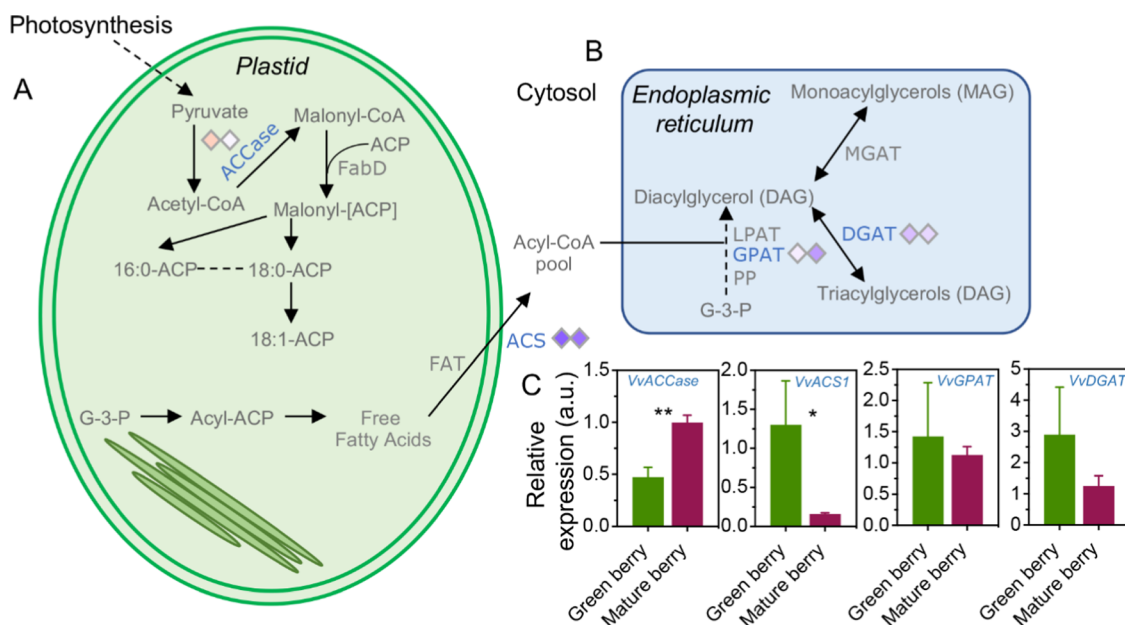 Photosynthesis
A
Plastid
Pyruvate
ACCase
Malonyl-CoA
ACP
FabD
Acetyl-CoA
Malonyl-[ACP]
16:0-ACP
18:0-ACP
18:1-ACP
G-3-P
Acyl-ACP
Free
Fatty Acids
FAT
ACS
B
Cytosol
Endoplasmic
reticulum
Monoacylglycerols (MAG)
MGAT
Diacylglycerol (DAG)
Acyl-CoA
pool
LPAT
GPAT
PP
G-3-P
DGAT
Triacylglycerols (DAG)
C
Relative
expression (a.u.)
VvACCase
1.5
1.0
0.5
0.0
**
Green berry
Mature berry
VvACS1
2.0
1.5
1.0
0.5
0.0
*
Green berry
Mature berry
VvGPAT
2.5
2.0
1.5
1.0
0.5
0.0
Green berry
Mature berry
VvDGAT
5
4
3
2
1
0
Green berry
Mature berry